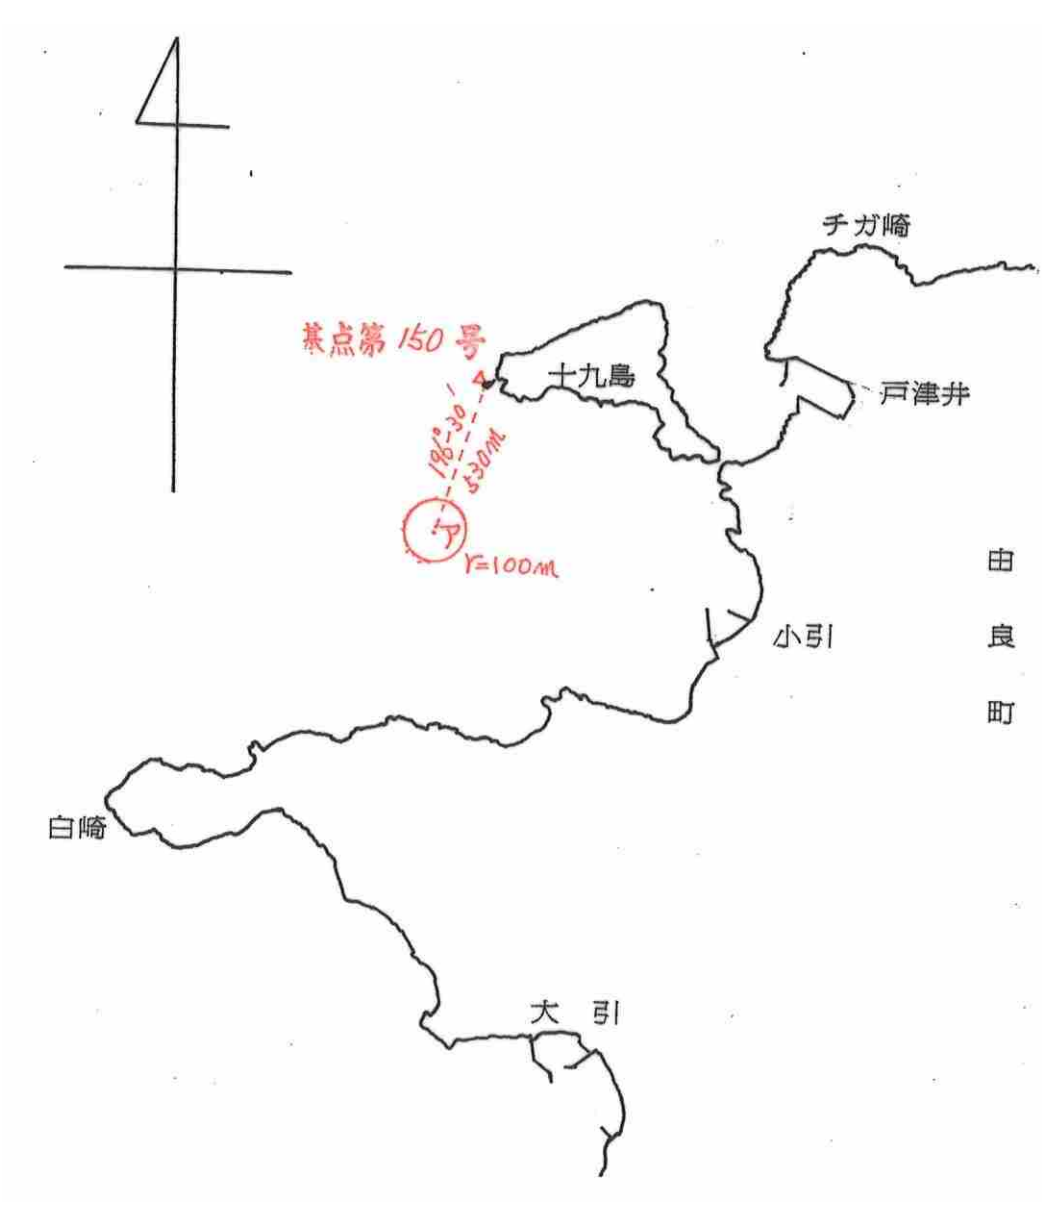 チガ崎
基点第150号
十九島
戸津井
196°-30′
530m
ア
r=100m
由良町
小引
白崎
大引